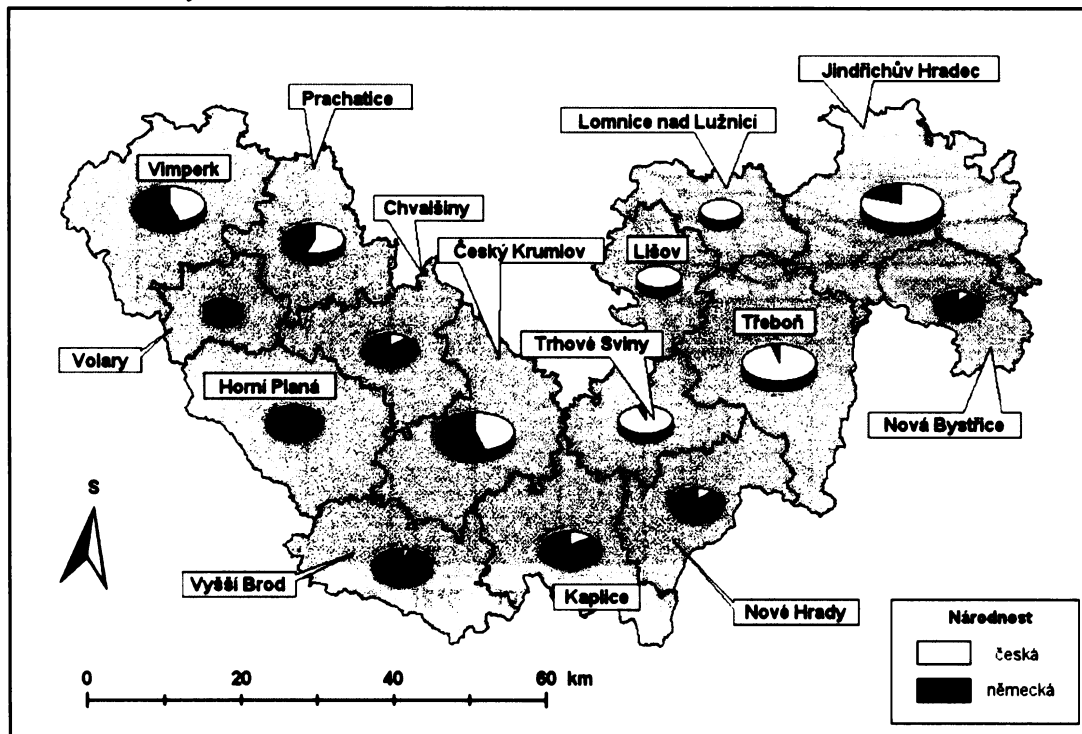 Jindřichův Hradec
Prachatice
Lomnice nad Lužnicí
Vimperk
Chvalšiny
Český Krumlov
Lišov
Třeboň
Trhové Sviny
Volary
Horní Planá
Nová Bystřice
S
Vyšší Brod
Kaplice
Nové Hrady
Národnost
česká
německá
0 20 40 60 km